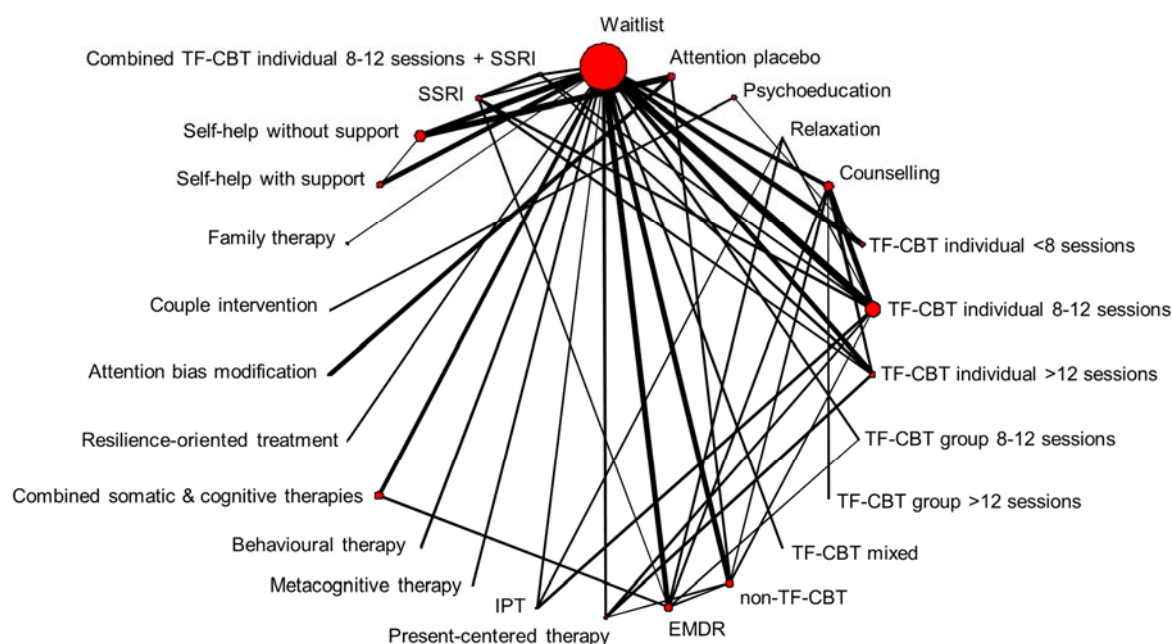 Waitlist
Combined TF-CBT individual 8-12 sessions + SSRI
Attention placebo
SSRI
Psychoeducation
Self-help without support
Relaxation
Self-help with support
Counselling
Family therapy
TF-CBT individual <8 sessions
Couple intervention
TF-CBT individual 8-12 sessions
Attention bias modification
TF-CBT individual >12 sessions
Resilience-oriented treatment
TF-CBT group 8-12 sessions
Combined somatic & cognitive therapies
TF-CBT group >12 sessions
Behavioural therapy
TF-CBT mixed
Metacognitive therapy
non-TF-CBT
IPT
EMDR
Present-centered therapy